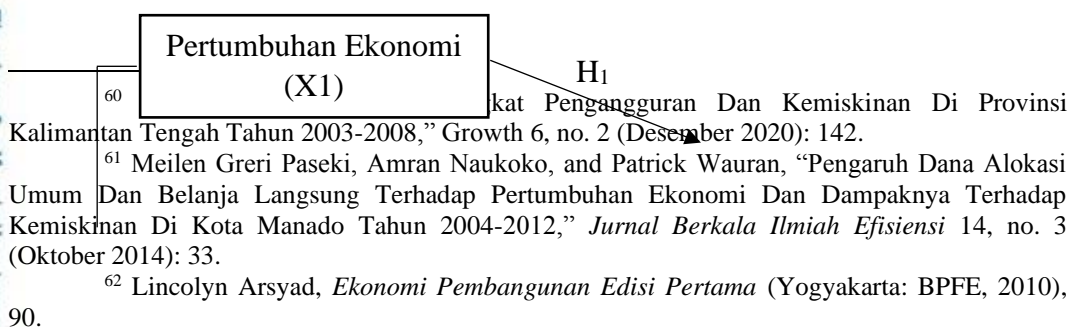 Pertumbuhan Ekonomi
(X1)
H1
60 kat Pengangguran Dan Kemiskinan Di Provinsi
Kalimantan Tengah Tahun 2003-2008,” Growth 6, no. 2 (Desember 2020): 142.
61 Meilen Greri Paseki, Amran Naukoko, and Patrick Wauran, “Pengaruh Dana Alokasi
Umum Dan Belanja Langsung Terhadap Pertumbuhan Ekonomi Dan Dampaknya Terhadap
Kemiskinan Di Kota Manado Tahun 2004-2012,” Jurnal Berkala Ilmiah Efisiensi 14, no. 3
(Oktober 2014): 33.
62 Lincolyn Arsyad, Ekonomi Pembangunan Edisi Pertama (Yogyakarta: BPFE, 2010),
90.